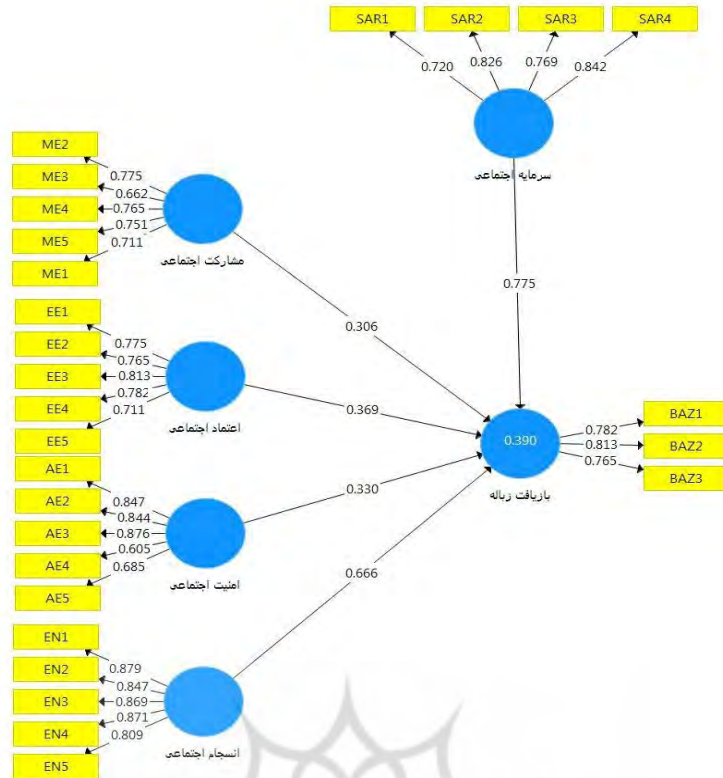 SAR1 SAR2 SAR3 SAR4
0.720 0.826 0.769 0.842
سرمایه اجتماعی
0.775
ME2
ME3
ME4
ME5
ME1
0.775
0.662
0.765
0.751
0.711
مشارکت اجتماعی
0.306
EE1
EE2
EE3
EE4
EE5
0.775
0.765
0.813
0.782
0.711
اعتماد اجتماعی
0.369
AE1
AE2
AE3
AE4
AE5
0.847
0.844
0.876
0.605
0.685
امنیت اجتماعی
0.330
EN1
EN2
EN3
EN4
EN5
0.879
0.847
0.869
0.871
0.809
انسجام اجتماعی
0.666
0.390
بازیافت زباله
0.782
0.813
0.765
BAZ1
BAZ2
BAZ3